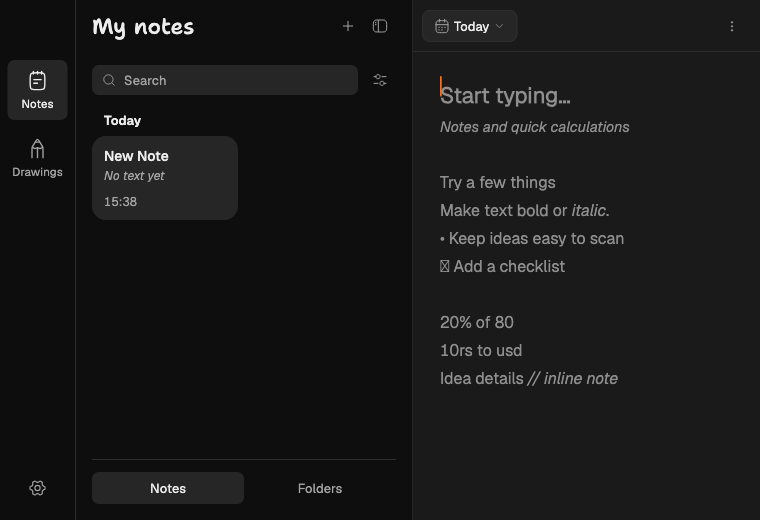 My notes
Today
Notes
Search
Drawings
Today
New Note
No text yet
15:38
Start typing...
Notes and quick calculations
Try a few things
Make text bold or italic.
• Keep ideas easy to scan
Add a checklist
20% of 80
10rs to usd
Idea details // inline note
Notes
Folders